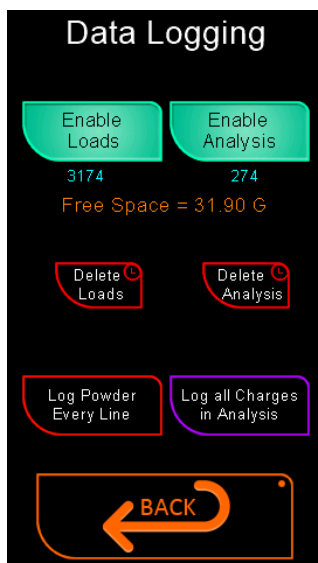 Data Logging
Enable Enable
Loads Analysis
3174 274
Free Space = 31.90 G
Delete Delete
Loads Analysis
Log Powder Log all Charges
Every Line in Analysis
BACK